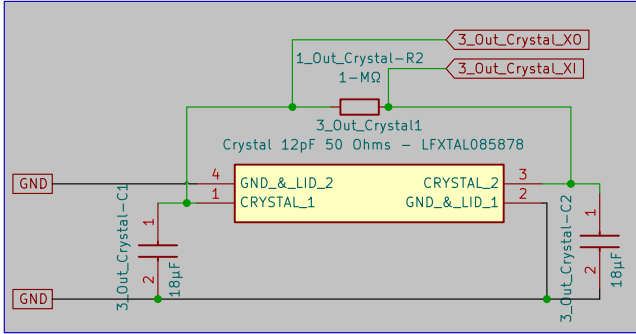 3_Out_Crystal_XO
1_Out_Crystal-R2
3_Out_Crystal_XI
1-MΩ
3_Out_Crystal1
Crystal 12pF 50 Ohms - LFXTAL085878
GND
4
GND_&_LID_2
CRYSTAL_2
3
1
CRYSTAL_1
GND_&_LID_1
2
3_Out_Crystal-C1
1
2
18µF
3_Out_Crystal-C2
1
2
18µF
GND